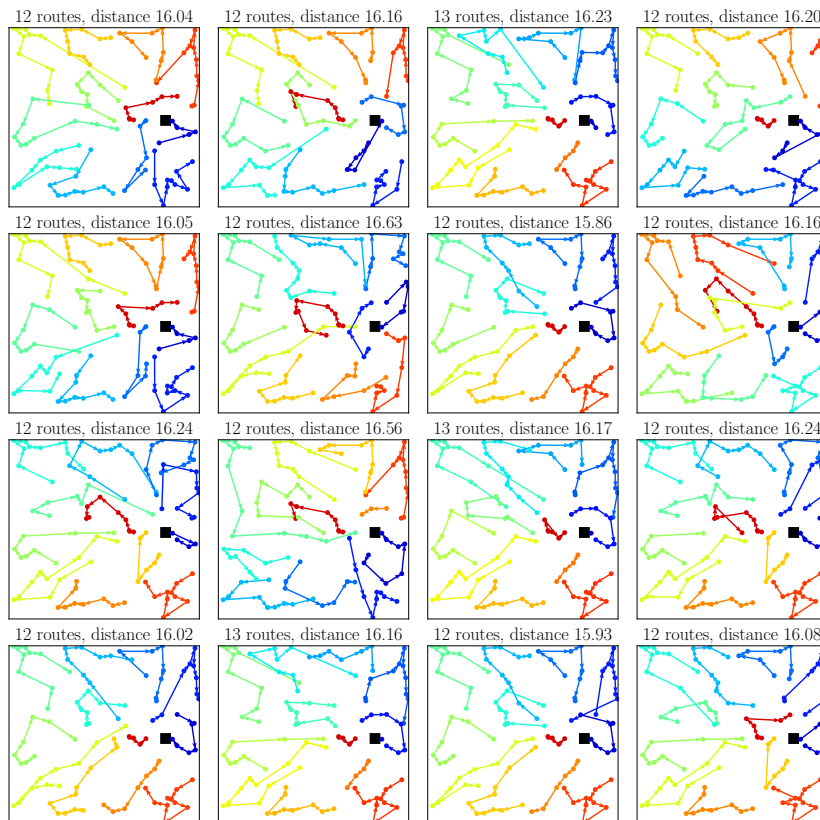 12 routes, distance 16.04
12 routes, distance 16.16
13 routes, distance 16.23
12 routes, distance 16.20
12 routes, distance 16.05
12 routes, distance 16.63
12 routes, distance 15.86
12 routes, distance 16.16
12 routes, distance 16.24
12 routes, distance 16.56
13 routes, distance 16.17
12 routes, distance 16.24
12 routes, distance 16.02
13 routes, distance 16.16
12 routes, distance 15.93
12 routes, distance 16.08